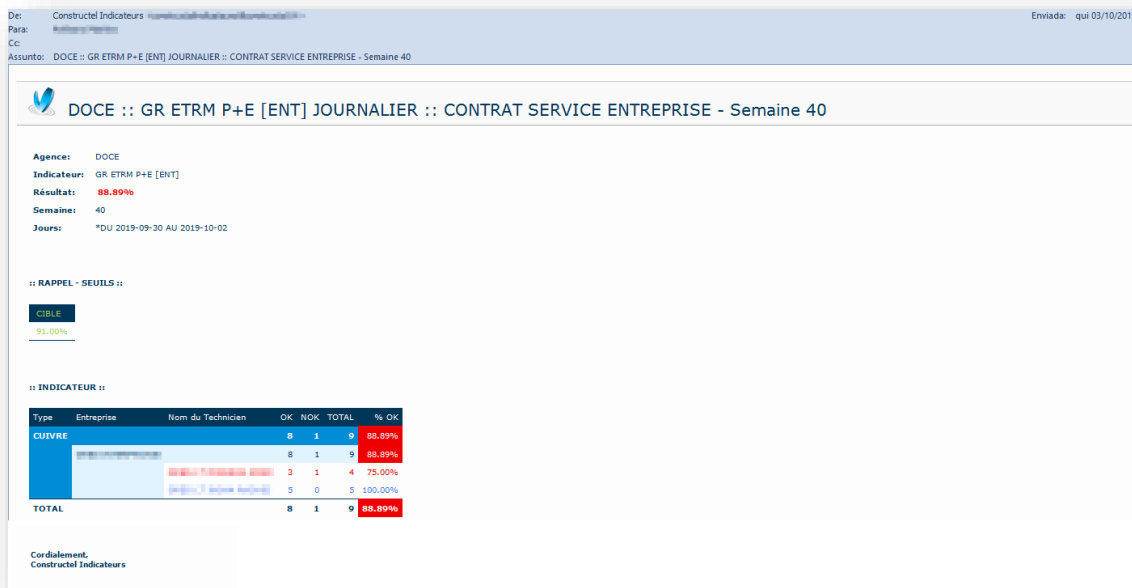 De: Constructel Indicateurs
Enviada: qui 03/10/201
Para:
Cc:
Assunto: DOCE :: GR ETRM P+E [ENT] JOURNALIER :: CONTRAT SERVICE ENTREPRISE - Semaine 40
DOCE :: GR ETRM P+E [ENT] JOURNALIER :: CONTRAT SERVICE ENTREPRISE - Semaine 40
Agence: DOCE
Indicateur: GR ETRM P+E [ENT]
Résultat: 88.89%
Semaine: 40
Jours: *DU 2019-09-30 AU 2019-10-02
:: RAPPEL - SEUILS ::
CIBLE
91.00%
:: INDICATEUR ::
Type Entreprise Nom du Technicien OK NOK TOTAL % OK
CUIVRE 8 1 9 88.89%
8 1 9 88.89%
3 1 4 75.00%
5 0 5 100.00%
TOTAL 8 1 9 88.89%
Cordialement,
Constructel Indicateurs